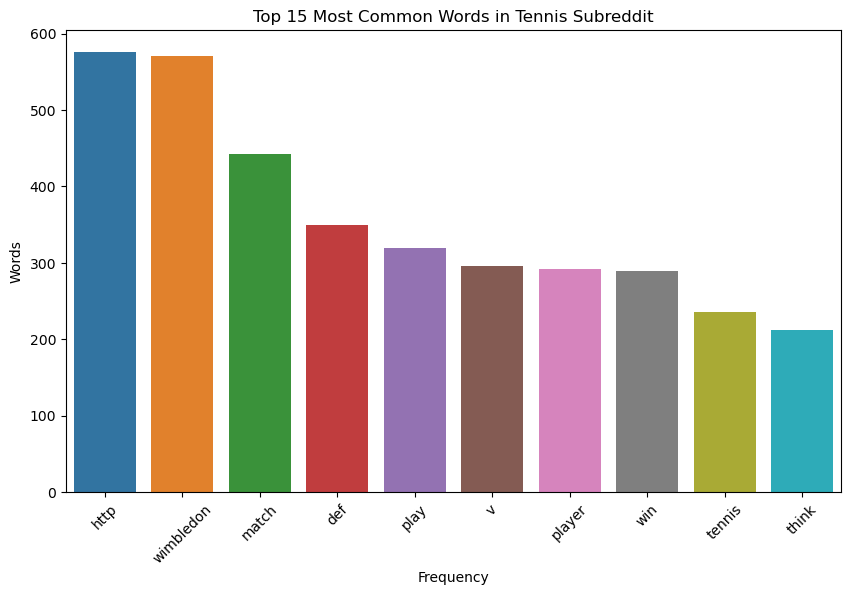 Top 15 Most Common Words in Tennis Subreddit
Words
600
500
400
300
200
100
0
http wimbledon match def play v player win tennis think
Frequency